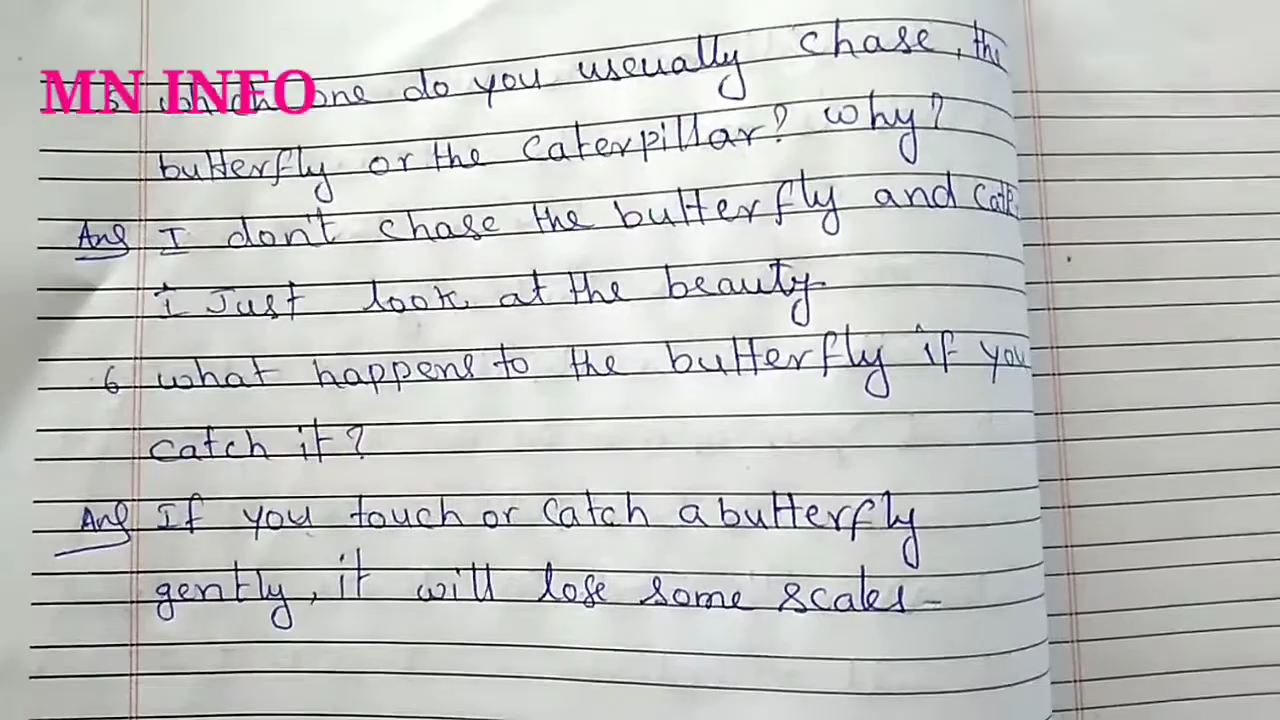 MN INFO
one do you usually chase, the
butterfly or the caterpillar? why?
Ans I don't chase the butterfly and
i Just look at the beauty
6 what happens to the butterfly if you
catch it?
Ans If you touch or catch a butterfly
gently, it will lose some scales-